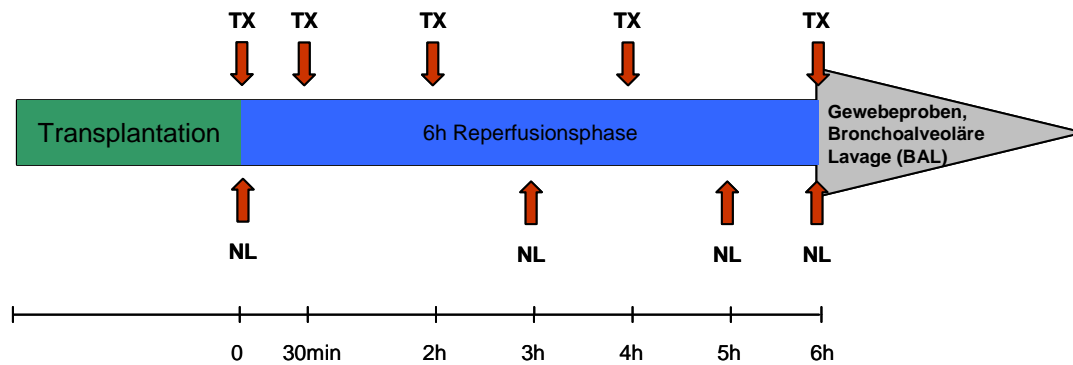 TX TX TX TX TX
Transplantation
6h Reperfusionsphase
Gewebeproben,
Bronchoalveoläre
Lavage (BAL)
NL NL NL NL
0 30min 2h 3h 4h 5h 6h